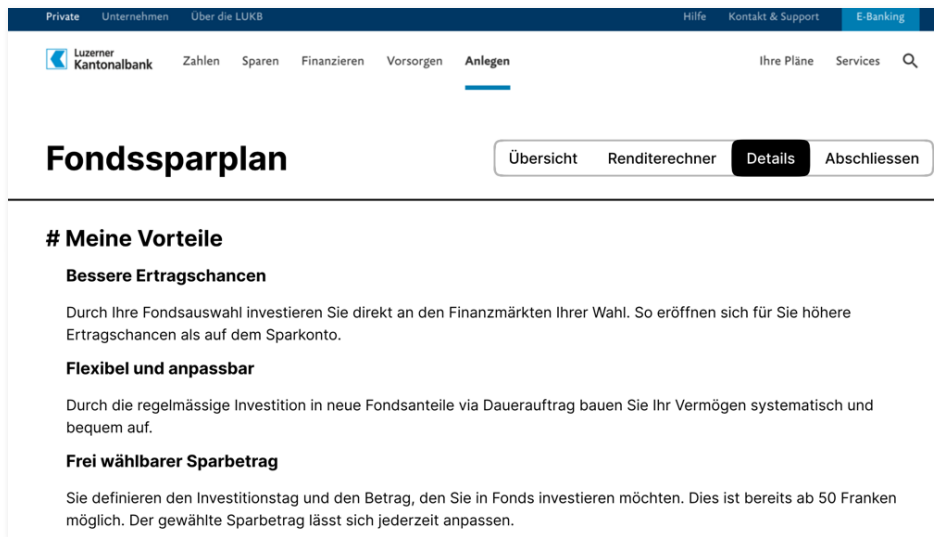 Private Unternehmen Über die LUKB Hilfe Kontakt & Support E-Banking
Luzerner
Kantonalbank
Zahlen Sparen Finanzieren Vorsorgen Anlegen Ihre Pläne Services
Fondssparplan
Übersicht Renditerechner Details Abschliessen
# Meine Vorteile
Bessere Ertragschancen
Durch Ihre Fondsauswahl investieren Sie direkt an den Finanzmärkten Ihrer Wahl. So eröffnen sich für Sie höhere
Ertragschancen als auf dem Sparkonto.
Flexibel und anpassbar
Durch die regelmässige Investition in neue Fondsanteile via Dauerauftrag bauen Sie Ihr Vermögen systematisch und
bequem auf.
Frei wählbarer Sparbetrag
Sie definieren den Investitionstag und den Betrag, den Sie in Fonds investieren möchten. Dies ist bereits ab 50 Franken
möglich. Der gewählte Sparbetrag lässt sich jederzeit anpassen.